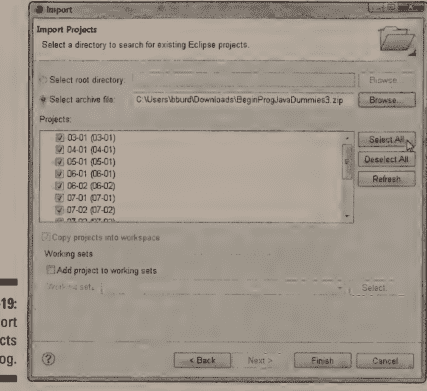 Import
Import Projects
Select a directory to search for existing Eclipse projects.
Select root directory:
Browse...
Select archive file:
C:\Users\bburd\Downloads\BeginProgJavaDummies3.zip
Browse...
Projects:
03-01 (03-01)
04-01 (04-01)
05-01 (05-01)
06-01 (06-01)
06-02 (06-02)
07-01 (07-01)
07-02 (07-02)
Select All
Deselect All
Refresh
Copy projects into workspace
Working sets
Add project to working sets
Working sets:
Select...
?
< Back
Next >
Finish
Cancel
-19:
ort
cts
og.